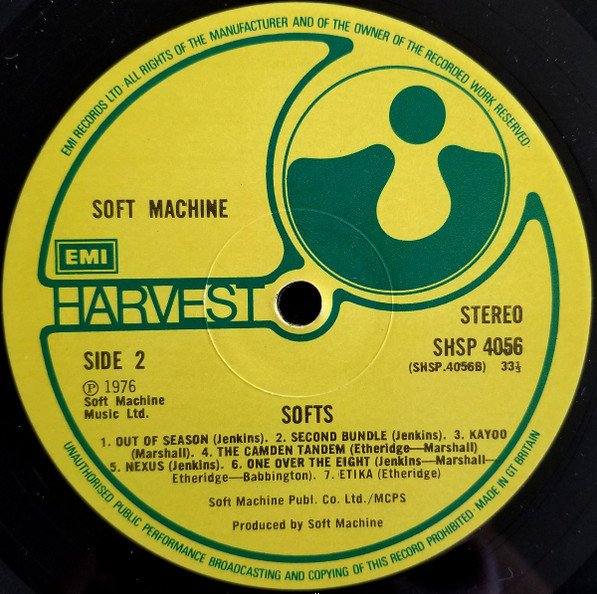 EMI RECORDS LTD·ALL RIGHTS OF THE MANUFACTURER AND OF THE OWNER OF THE RECORDED WORK RESERVED·
SOFT MACHINE
EMI
HARVEST
STEREO
SIDE 2
SHSP 4056
(SHSP.4056B) 33⅓
Ⓟ 1976
Soft Machine
Music Ltd.
SOFTS
1. OUT OF SEASON (Jenkins). 2. SECOND BUNDLE (Jenkins). 3. KAYOO
(Marshall). 4. THE CAMDEN TANDEM (Etheridge—Marshall)
5. NEXUS (Jenkins). 6. ONE OVER THE EIGHT (Jenkins—Marshall—
Etheridge—Babbington). 7. ETIKA (Etheridge)
Soft Machine Publ. Co. Ltd./MCPS
Produced by Soft Machine
UNAUTHORISED PUBLIC PERFORMANCE BROADCASTING AND COPYING OF THIS RECORD PROHIBITED·MADE IN GT BRITAIN